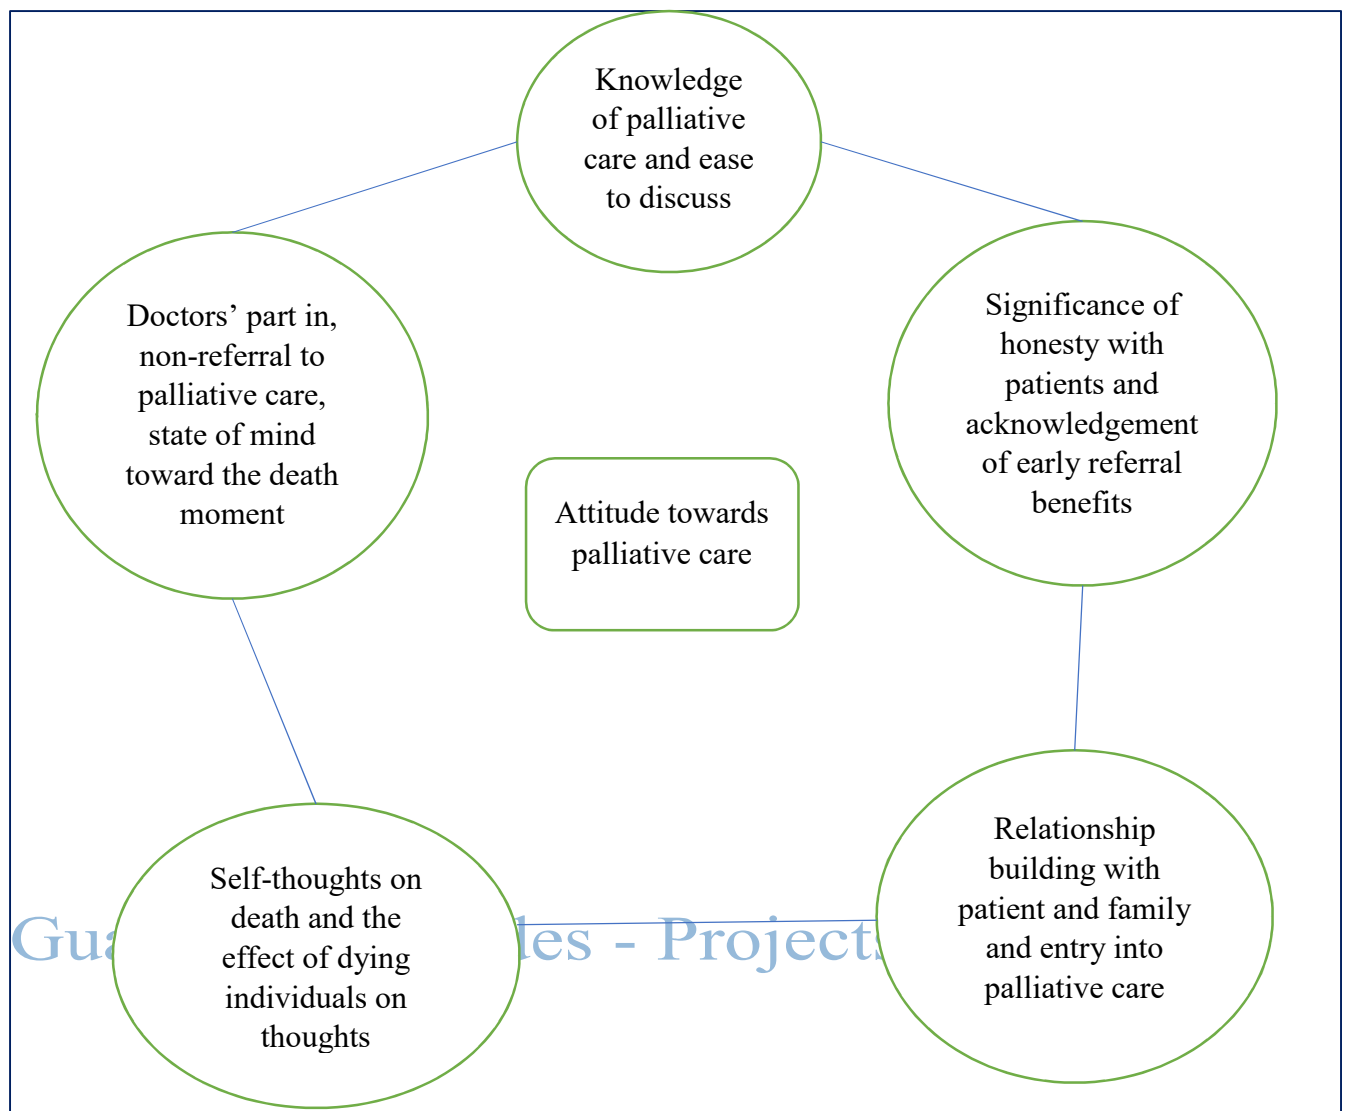 Knowledge
of palliative
care and ease
to discuss
Doctors’ part in,
non-referral to
palliative care,
state of mind
toward the death
moment
Significance of
honesty with
patients and
acknowledgement
of early referral
benefits
Attitude towards
palliative care
Self-thoughts on
death and the
effect of dying
individuals on
thoughts
Relationship
building with
patient and family
and entry into
palliative care
- Projects